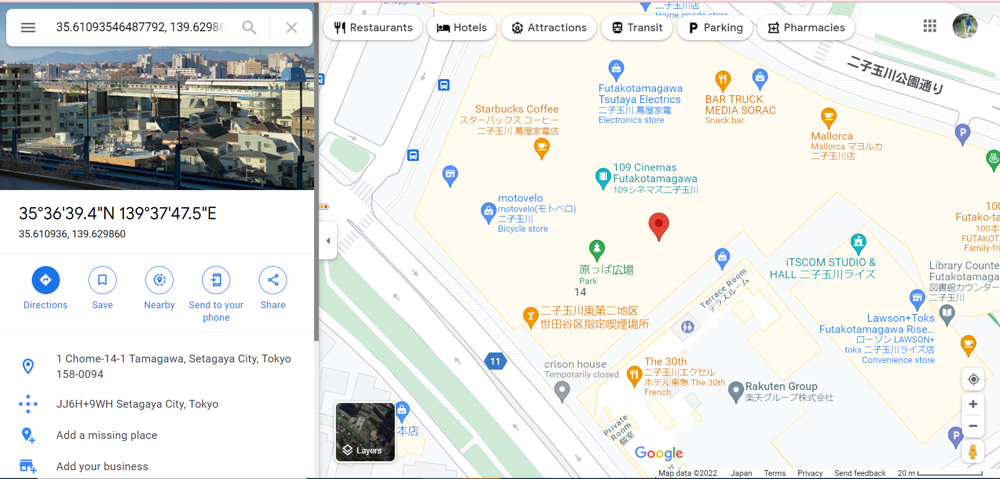 Shopping mall
35.61093546487792, 139.62986
Restaurants
Hotels
Attractions
Transit
Parking
Pharmacies
35°36'39.4"N 139°37'47.5"E
35.610936, 139.629860
Directions
Save
Nearby
Send to your
phone
Share
1 Chome-14-1 Tamagawa, Setagaya City, Tokyo
158-0094
JJ6H+9WH Setagaya City, Tokyo
Add a missing place
Add your business
二子玉川店
Home goods store
二子玉川公園通り
Futakotamagawa
Tsutaya Electrics
二子玉川 蔦屋家電
Electronics store
BAR TRUCK
MEDIA SORAC
Snack bar
Starbucks Coffee
スターバックス コーヒー
二子玉川 蔦屋家電店
Mallorca
Mallorca マヨルカ
二子玉川店
P
109 Cinemas
Futakotamagawa
109シネマズ二子玉川
motovelo
motovelo(モトベロ)
二子玉川
Bicycle store
原っぱ広場
Park
14
二子玉川東第二地区
世田谷区指定喫煙場所
100
Futako-ta
100本
FUTAKOT
Family-fri
iTSCOM STUDIO &
HALL 二子玉川ライズ
Library Counte
Futakotamaga
図書館カウンター
二子玉川
Terrace Room
テラスルーム
Lawson+Toks
Futakotamagawa Rise...
ローソン LAWSON+
toks 二子玉川ライズ店
Convenience store
11
crison house
Temporarily closed
The 30th
二子玉川エクセル
ホテル東急 The 30th
French
Rakuten Group
楽天グループ株式会社
Private
Room
個室
本店
P
Layers
Google
Map data ©2022
Japan
Terms
Privacy
Send feedback
20 m